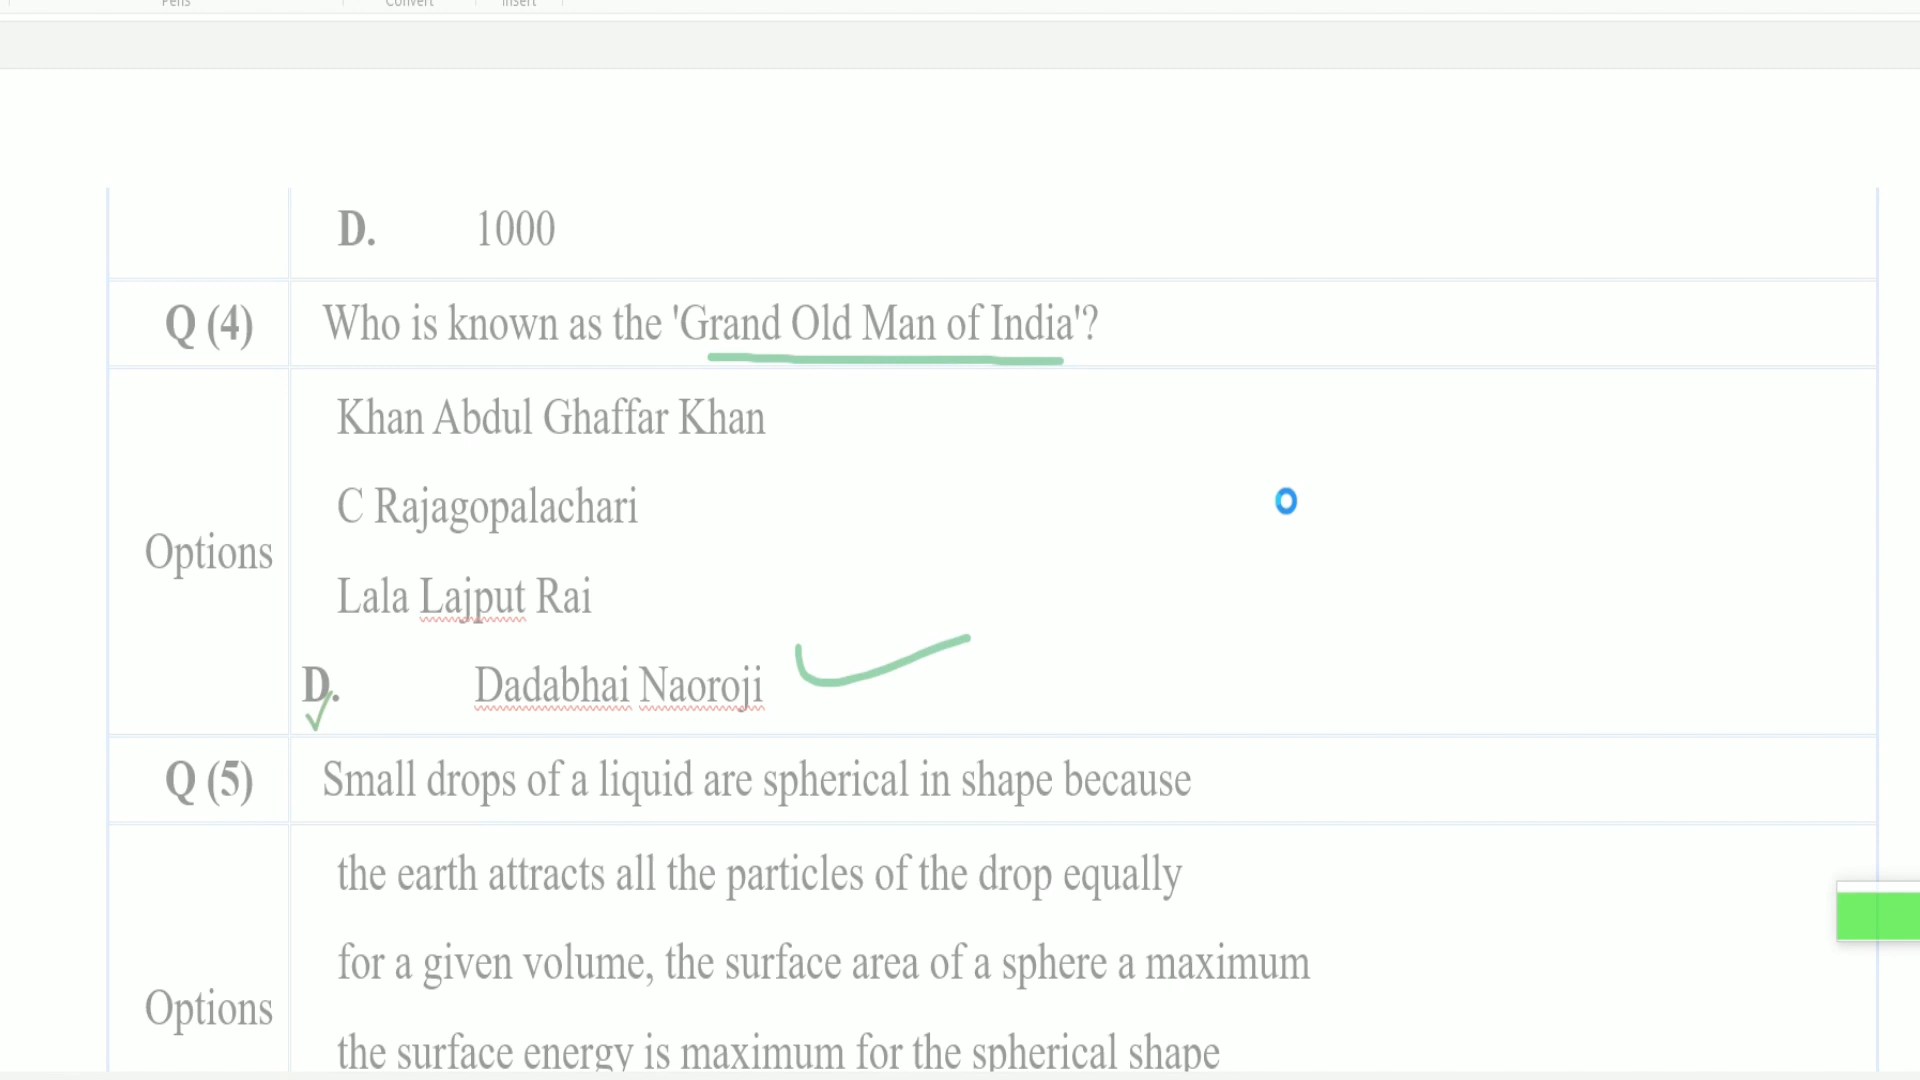 Pens Convert Insert
D. 1000
Q (4) Who is known as the 'Grand Old Man of India'?
Khan Abdul Ghaffar Khan
C Rajagopalachari
Options
Lala Lajput Rai
D. Dadabhai Naoroji
Q (5) Small drops of a liquid are spherical in shape because
the earth attracts all the particles of the drop equally
for a given volume, the surface area of a sphere a maximum
Options
the surface energy is maximum for the spherical shape